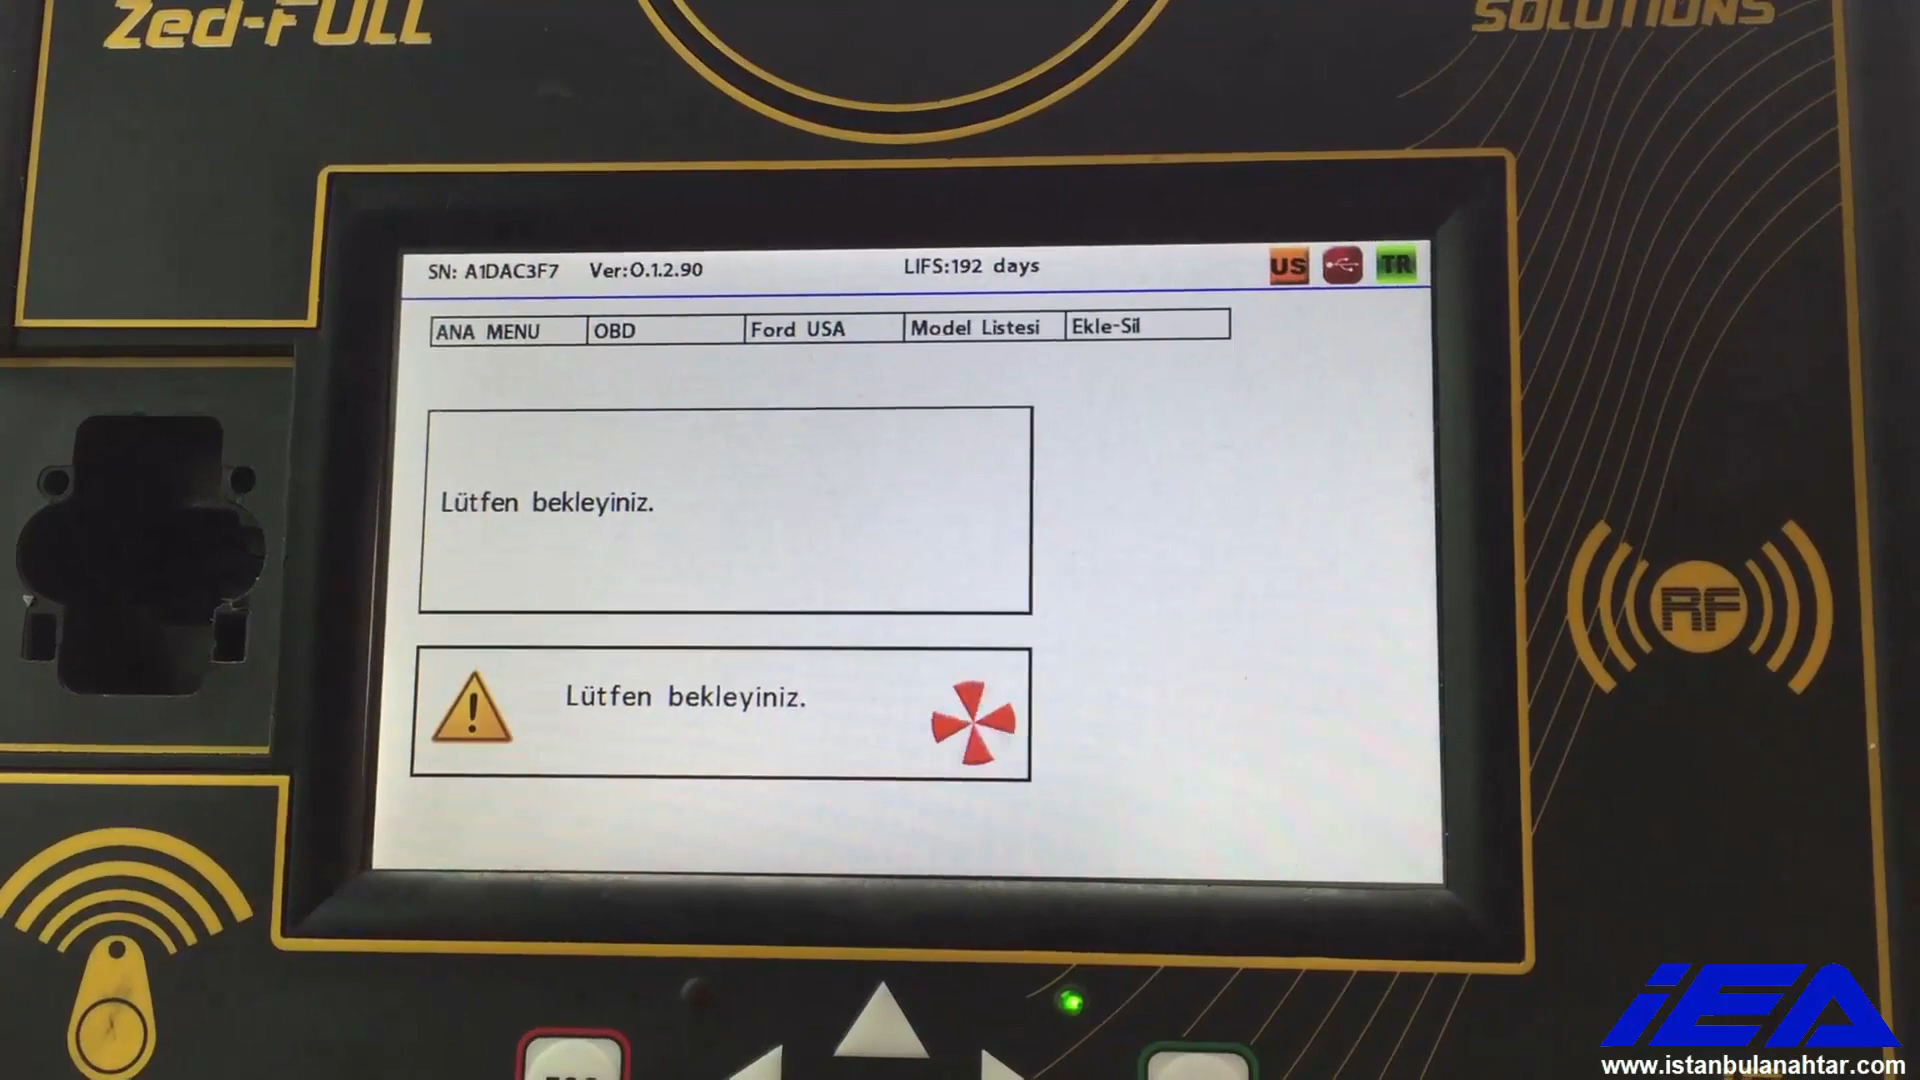 Zed-FULL
SOLUTIONS
SN: A1DAC3F7 Ver:0.1.2.90 LIFS:192 days US TR
ANA MENU OBD Ford USA Model Listesi Ekle-Sil
Lütfen bekleyiniz.
Lütfen bekleyiniz.
RF
iEA
www.istanbulanahtar.com